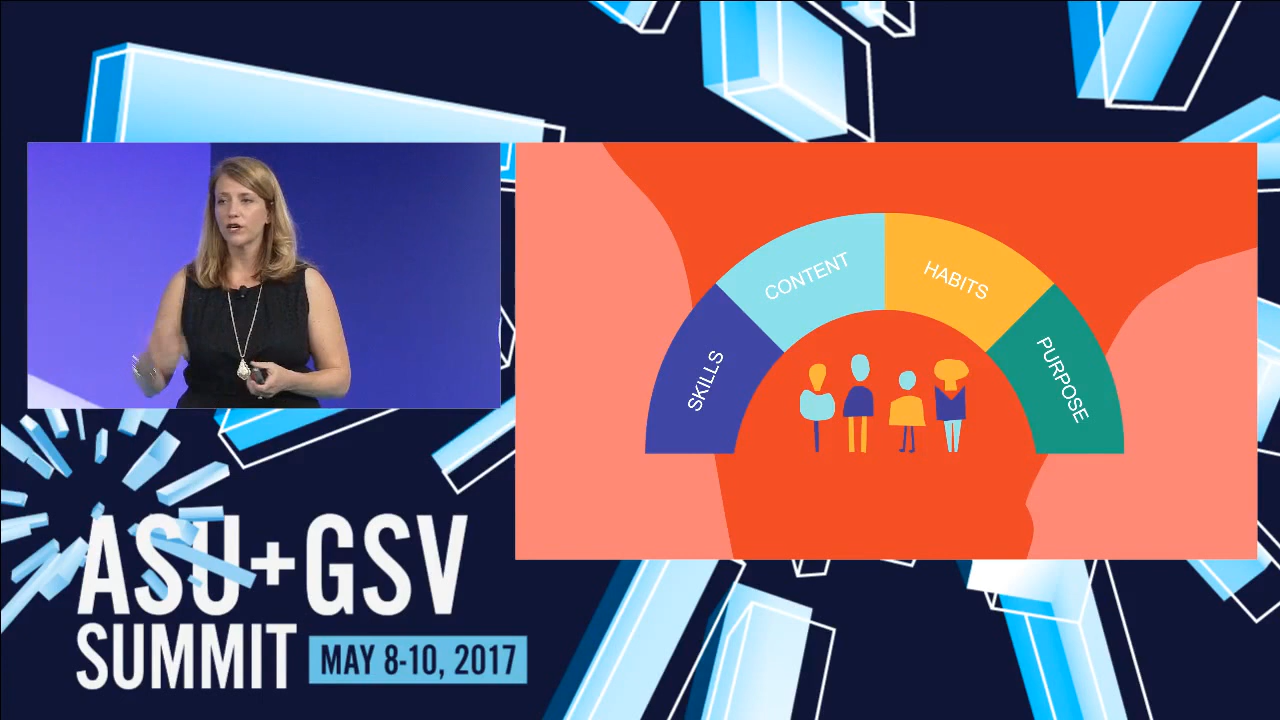 SKILLS
CONTENT
HABITS
PURPOSE
ASU+GSV
SUMMIT
MAY 8-10, 2017